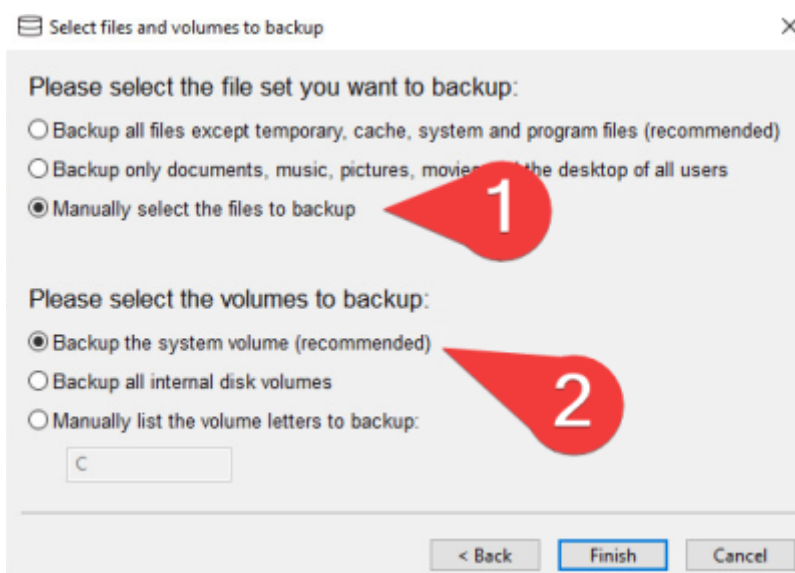 Select files and volumes to backup
Please select the file set you want to backup:
Backup all files except temporary, cache, system and program files (recommended)
Backup only documents, music, pictures, movies the desktop of all users
Manually select the files to backup
1
Please select the volumes to backup:
Backup the system volume (recommended)
Backup all internal disk volumes
2
Manually list the volume letters to backup:
C
< Back Finish Cancel